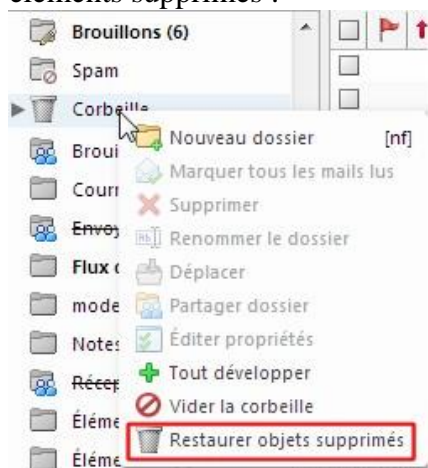 éléments supprimés :
Brouillons (6)
Spam
Corbeille
Nouveau dossier [nf]
Broui
Marquer tous les mails lus
Courr
Supprimer
Envoy
Renommer le dossier
Flux
Déplacer
mode
Partager dossier
Notes
Éditer propriétés
Récep
Tout développer
Éléme
Vider la corbeille
Restaurer objets supprimés
Éléme